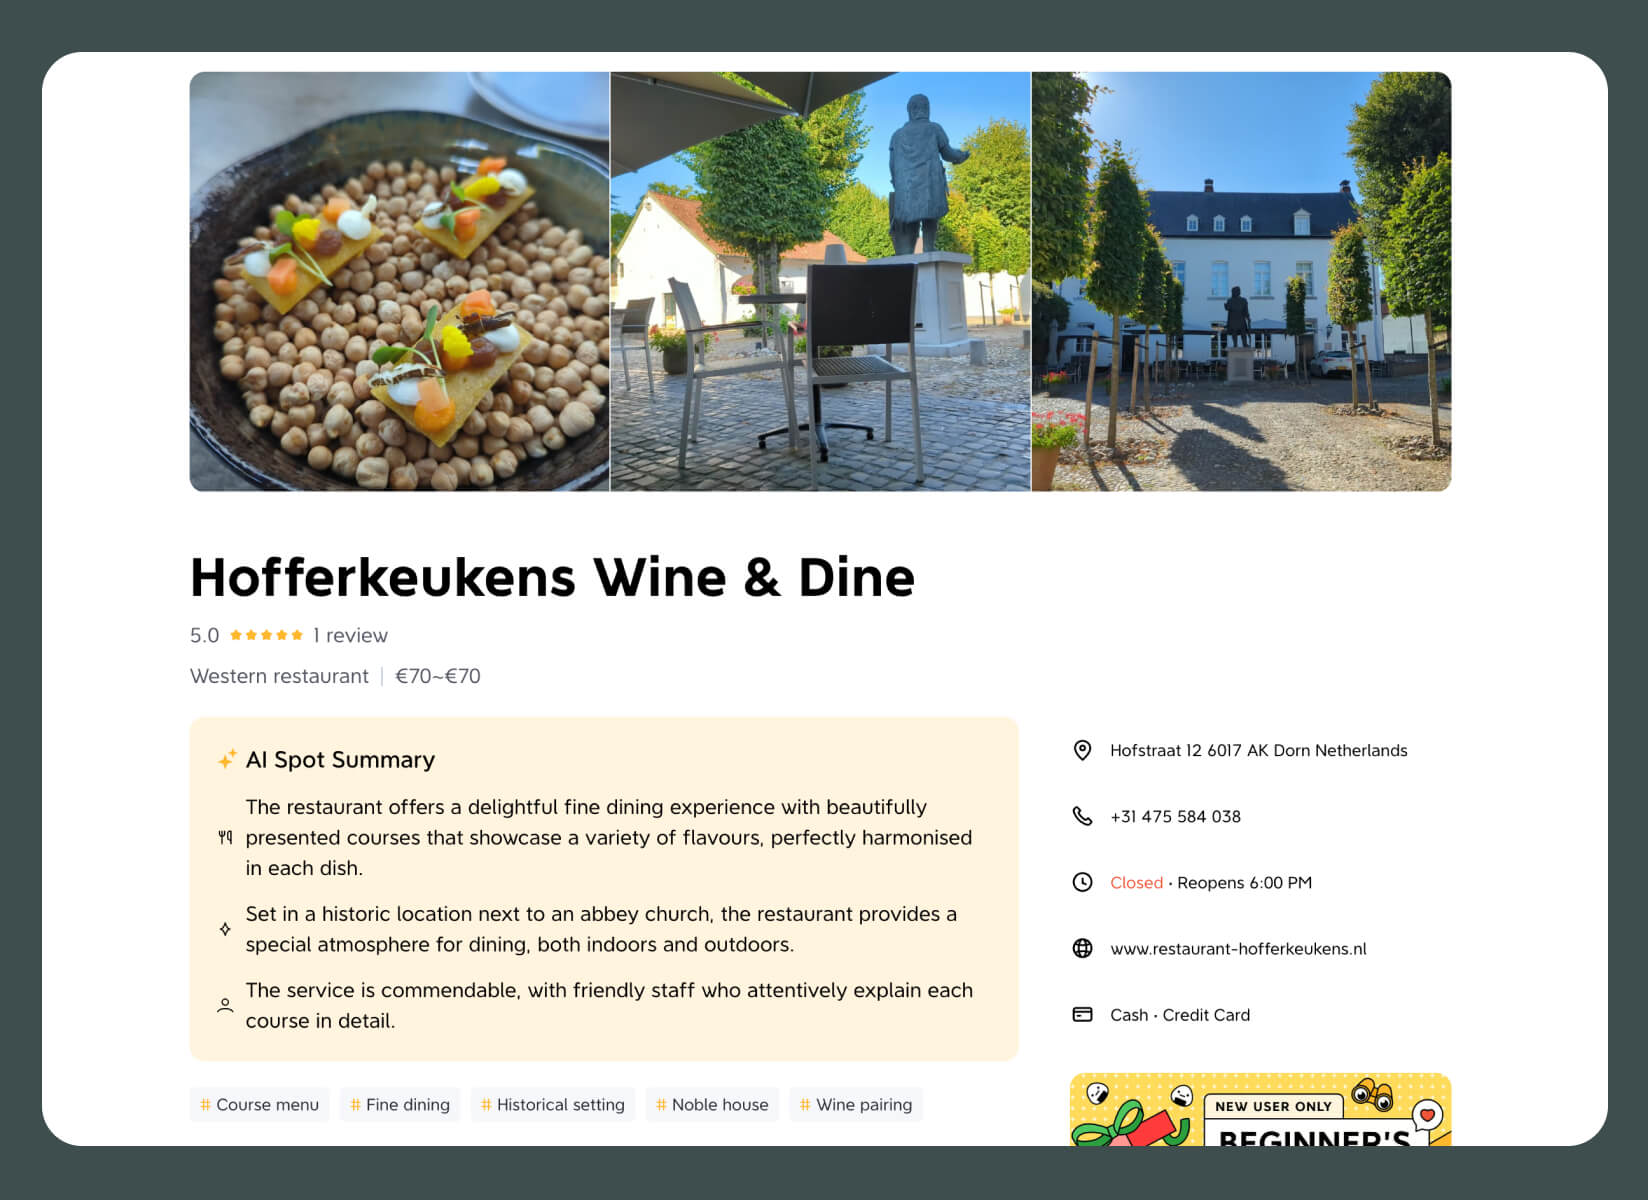 Hofferkeukens Wine & Dine
5.0 1 review
Western restaurant | €70~€70
AI Spot Summary
The restaurant offers a delightful fine dining experience with beautifully
presented courses that showcase a variety of flavours, perfectly harmonised
in each dish.
Set in a historic location next to an abbey church, the restaurant provides a
special atmosphere for dining, both indoors and outdoors.
The service is commendable, with friendly staff who attentively explain each
course in detail.
# Course menu # Fine dining # Historical setting # Noble house # Wine pairing
Hofstraat 12 6017 AK Dorn Netherlands
+31 475 584 038
Closed · Reopens 6:00 PM
www.restaurant-hofferkeukens.nl
Cash · Credit Card
NEW USER ONLY
BEGINNER'S